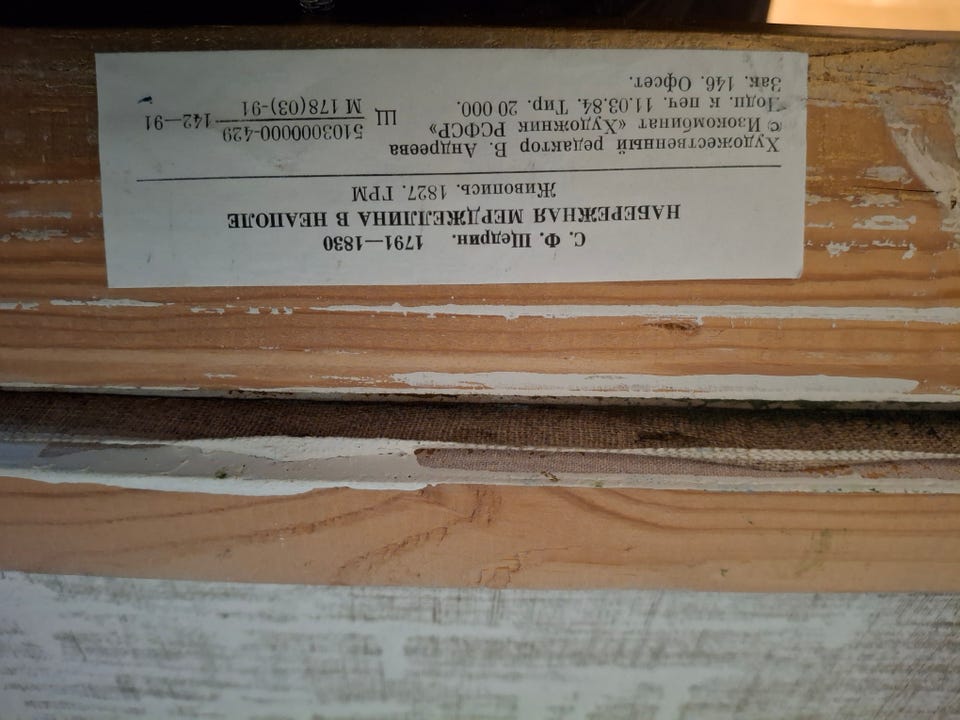 С. Ф. Щедрин. 1791—1830
НАБЕРЕЖНАЯ МЕРДЖЕЛЛИНА В НЕАПОЛЕ
Живопись. 1827. ГРМ
Художественный редактор В. Андреева
© Изокомбинат «Художник РСФСР»
Подп. к печ. 11.03.84. Тир. 20 000.
Зак. 146. Офсет.
Щ 5103000000-429
М 178(03)-91 142—91